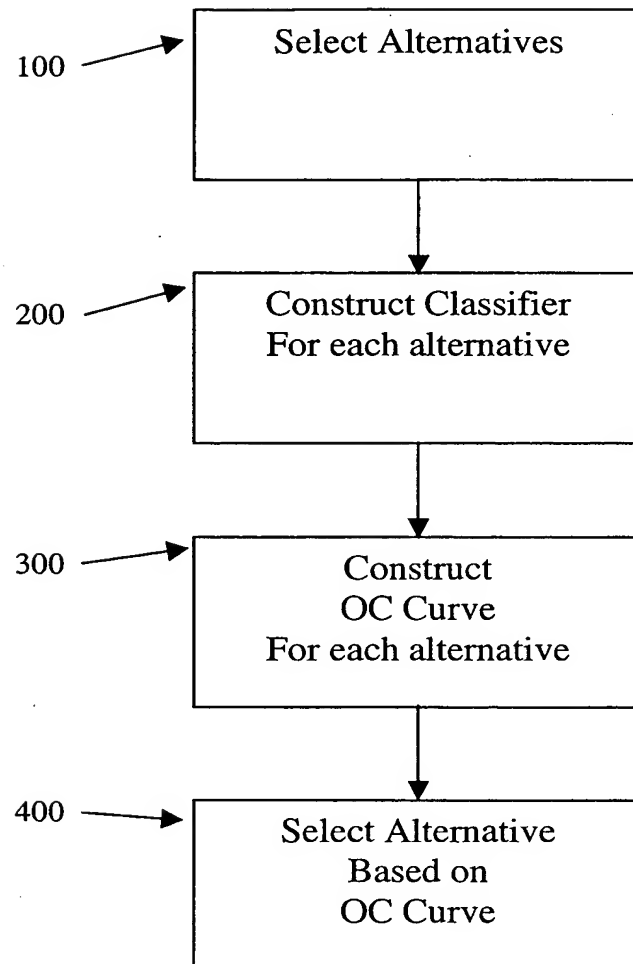 100
Select Alternatives
200
Construct Classifier
For each alternative
300
Construct
OC Curve
For each alternative
400
Select Alternative
Based on
OC Curve